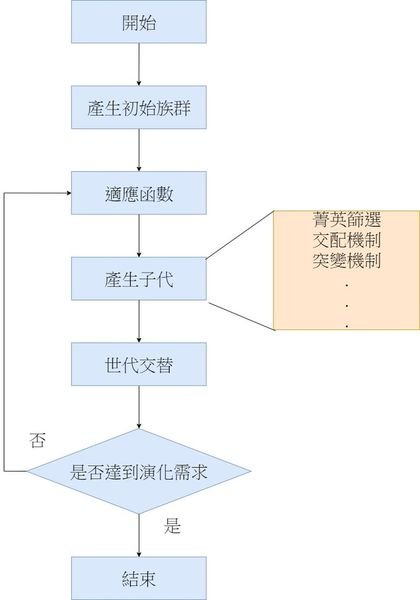 開始
產生初始族群
適應函數
產生子代
菁英篩選
交配機制
突變機制
.
.
.
世代交替
是否達到演化需求
否
是
結束